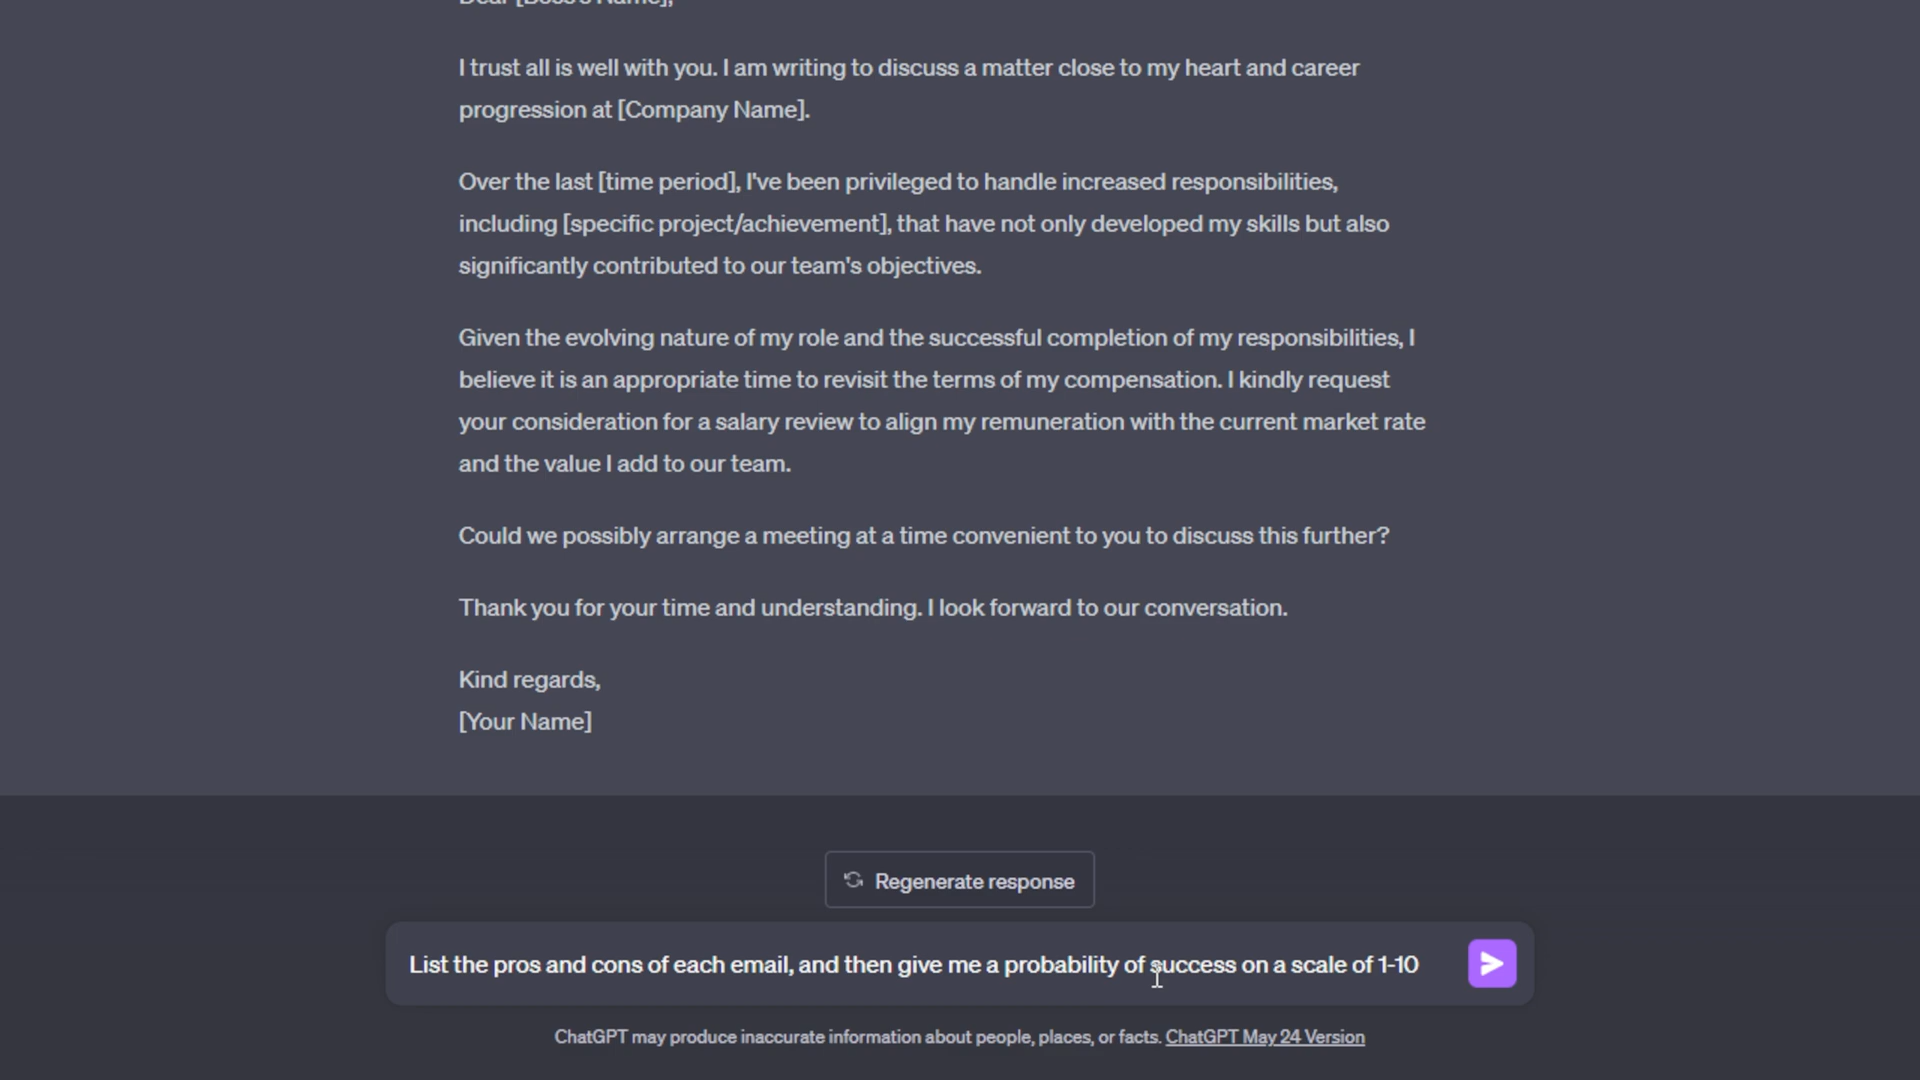 Dear [Boss's Name],
I trust all is well with you. I am writing to discuss a matter close to my heart and career
progression at [Company Name].
Over the last [time period], I've been privileged to handle increased responsibilities,
including [specific project/achievement], that have not only developed my skills but also
significantly contributed to our team's objectives.
Given the evolving nature of my role and the successful completion of my responsibilities, I
believe it is an appropriate time to revisit the terms of my compensation. I kindly request
your consideration for a salary review to align my remuneration with the current market rate
and the value I add to our team.
Could we possibly arrange a meeting at a time convenient to you to discuss this further?
Thank you for your time and understanding. I look forward to our conversation.
Kind regards,
[Your Name]
Regenerate response
List the pros and cons of each email, and then give me a probability of success on a scale of 1-10
ChatGPT may produce inaccurate information about people, places, or facts. ChatGPT May 24 Version